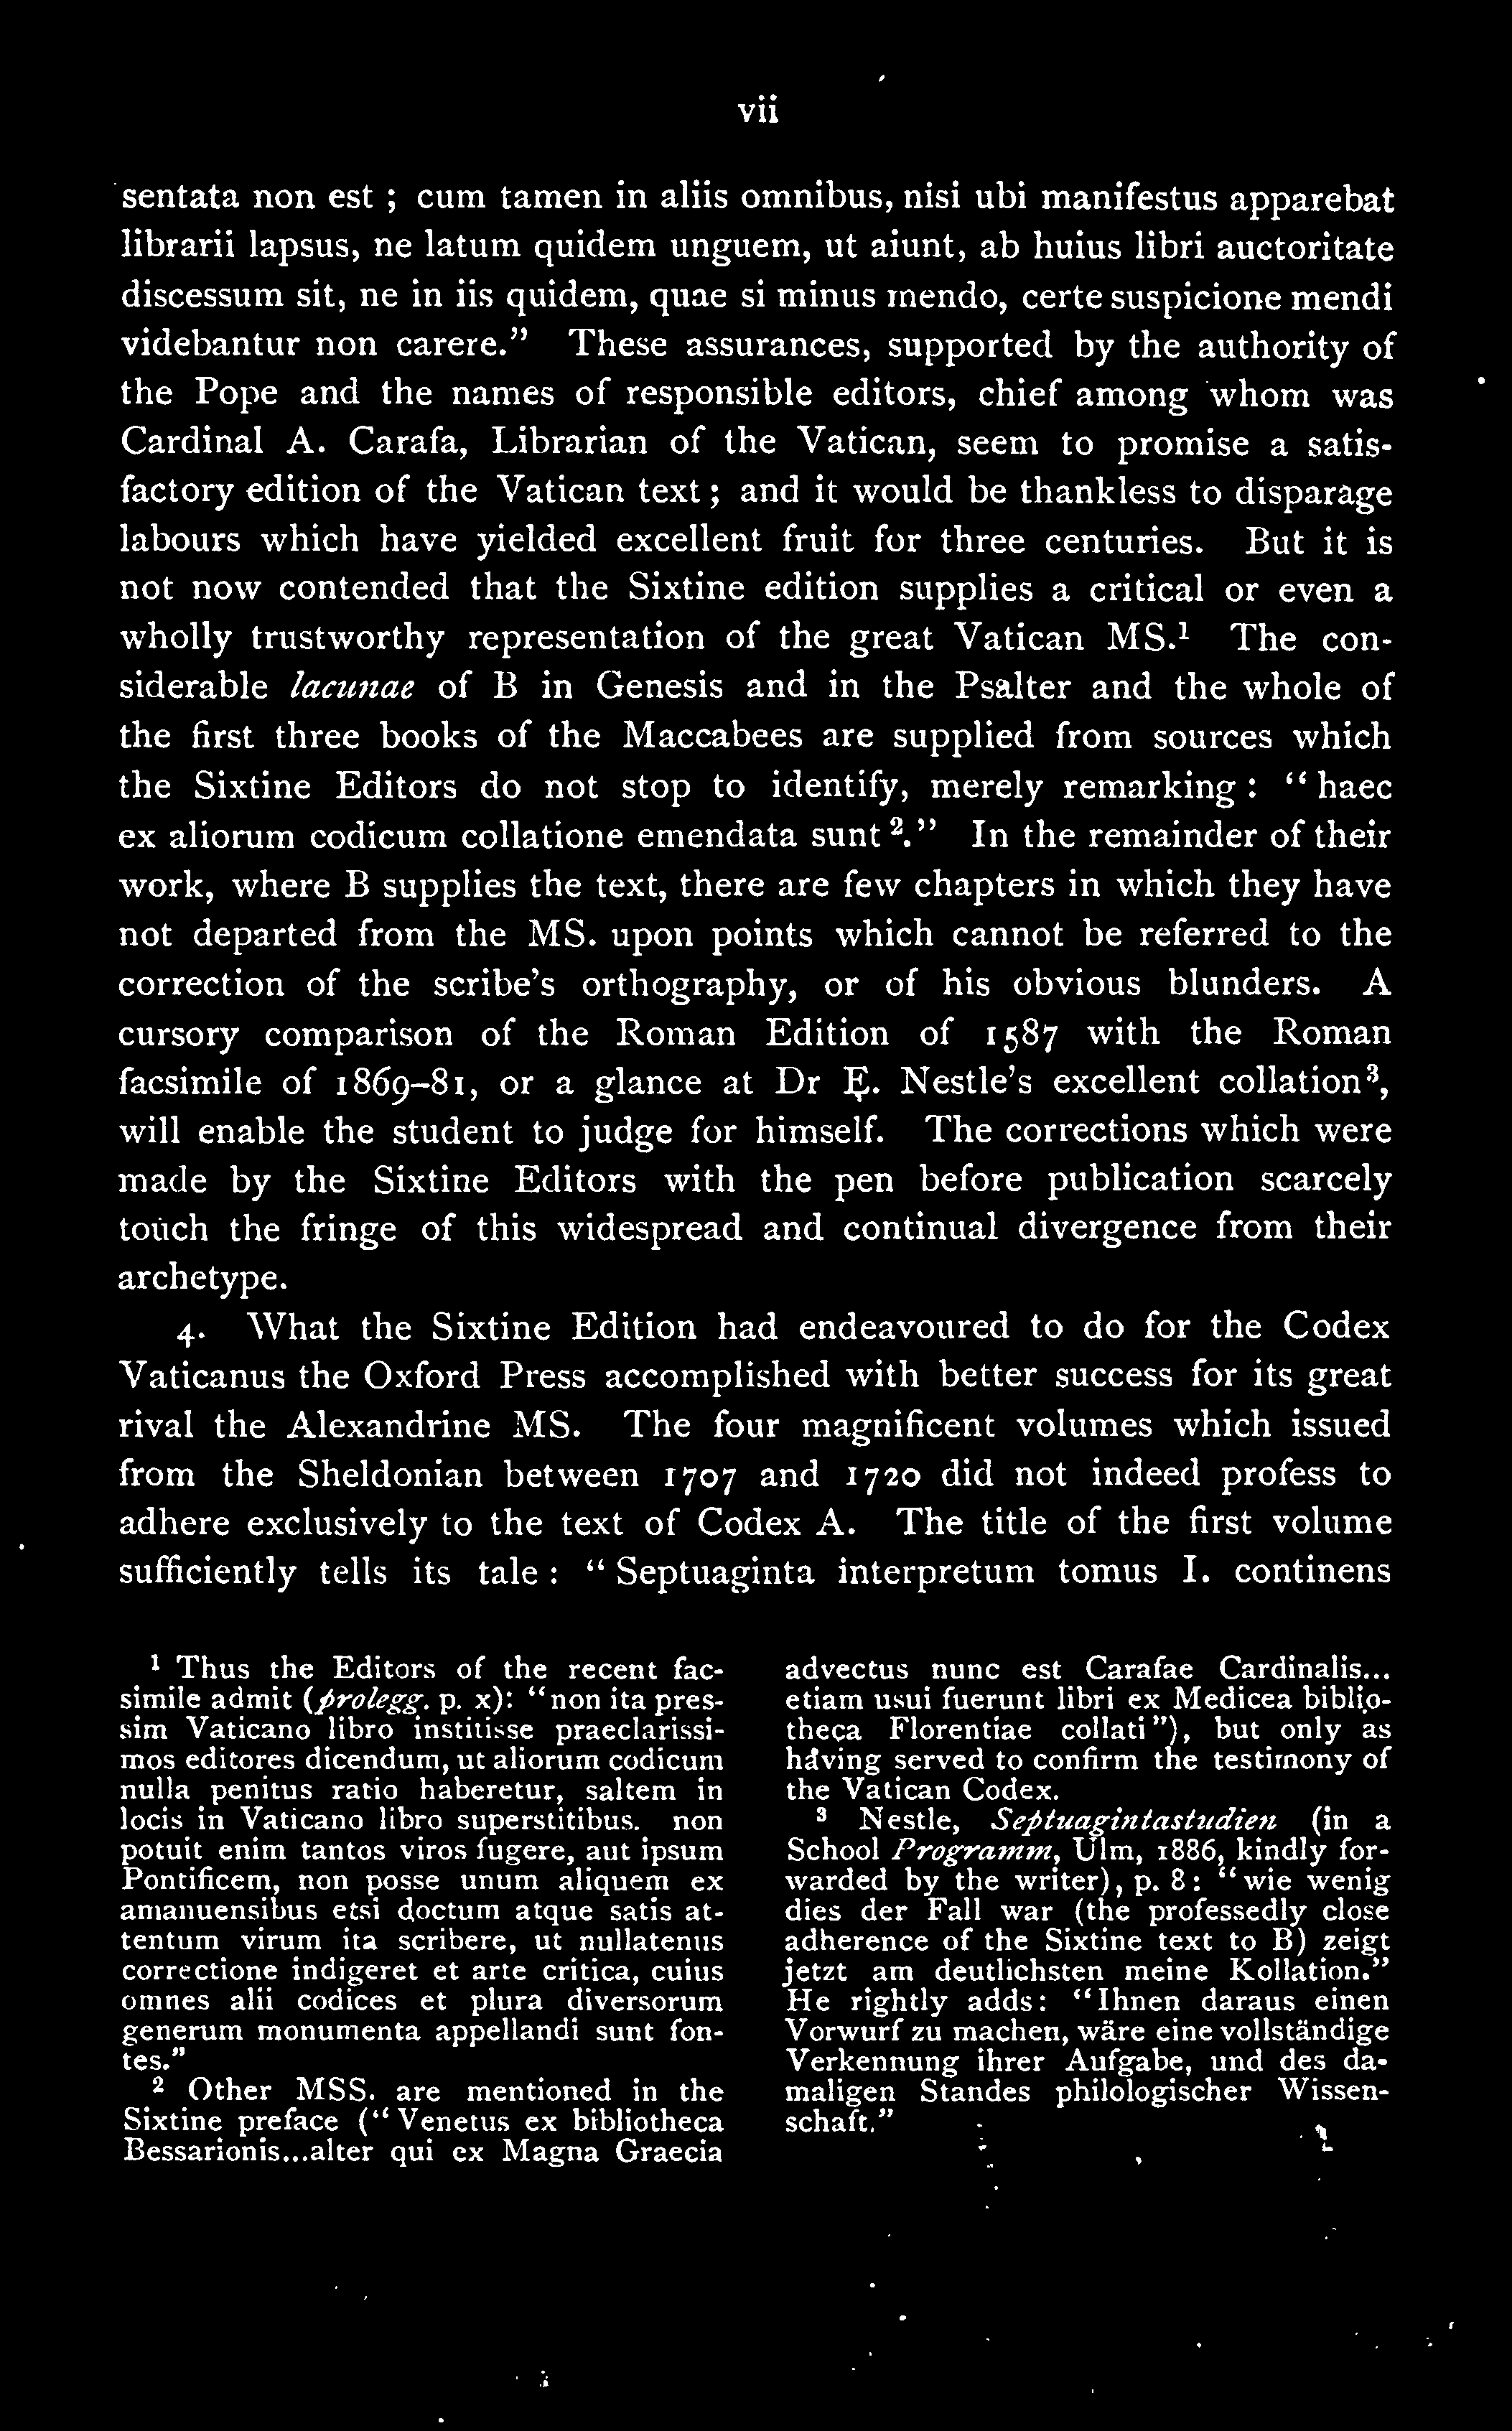 vii
sentata non est ; cum tamen in aliis omnibus, nisi ubi manifestus apparebat
librarii lapsus, ne latum quidem unguem, ut aiunt, ab huius libri auctoritate
discessum sit, ne in iis quidem, quae si minus mendo, certe suspicione mendi
videbantur non carere.” These assurances, supported by the authority of
the Pope and the names of responsible editors, chief among whom was
Cardinal A. Carafa, Librarian of the Vatican, seem to promise a satis-
factory edition of the Vatican text ; and it would be thankless to disparage
labours which have yielded excellent fruit for three centuries. But it is
not now contended that the Sixtine edition supplies a critical or even a
wholly trustworthy representation of the great Vatican MS.¹ The con-
siderable lacunae of B in Genesis and in the Psalter and the whole of
the first three books of the Maccabees are supplied from sources which
the Sixtine Editors do not stop to identify, merely remarking : “ haec
ex aliorum codicum collatione emendata sunt ².” In the remainder of their
work, where B supplies the text, there are few chapters in which they have
not departed from the MS. upon points which cannot be referred to the
correction of the scribe’s orthography, or of his obvious blunders. A
cursory comparison of the Roman Edition of 1587 with the Roman
facsimile of 1869–81, or a glance at Dr E. Nestle’s excellent collation³,
will enable the student to judge for himself. The corrections which were
made by the Sixtine Editors with the pen before publication scarcely
touch the fringe of this widespread and continual divergence from their
archetype.
4. What the Sixtine Edition had endeavoured to do for the Codex
Vaticanus the Oxford Press accomplished with better success for its great
rival the Alexandrine MS. The four magnificent volumes which issued
from the Sheldonian between 1707 and 1720 did not indeed profess to
adhere exclusively to the text of Codex A. The title of the first volume
sufficiently tells its tale : “ Septuaginta interpretum tomus I. continens
¹ Thus the Editors of the recent fac-
simile admit (prolegg. p. x): “non ita pres-
sim Vaticano libro institisse praeclarissi-
mos editores dicendum, ut aliorum codicum
nulla penitus ratio haberetur, saltem in
locis in Vaticano libro superstitibus. non
potuit enim tantos viros fugere, aut ipsum
Pontificem, non posse unum aliquem ex
amanuensibus etsi doctum atque satis at-
tentum virum ita scribere, ut nullatenus
correctione indigeret et arte critica, cuius
omnes alii codices et plura diversorum
generum monumenta appellandi sunt fon-
tes.”
² Other MSS. are mentioned in the
Sixtine preface (“Venetus ex bibliotheca
Bessarionis...alter qui ex Magna Graecia
advectus nunc est Carafae Cardinalis...
etiam usui fuerunt libri ex Medicea biblio-
theca Florentiae collati”), but only as
having served to confirm the testimony of
the Vatican Codex.
³ Nestle, Septuagintastudien (in a
School Programm, Ulm, 1886, kindly for-
warded by the writer), p. 8: “wie wenig
dies der Fall war (the professedly close
adherence of the Sixtine text to B) zeigt
jetzt am deutlichsten meine Kollation.”
He rightly adds: “Ihnen daraus einen
Vorwurf zu machen, wäre eine vollständige
Verkennung ihrer Aufgabe, und des da-
maligen Standes philologischer Wissen-
schaft.”